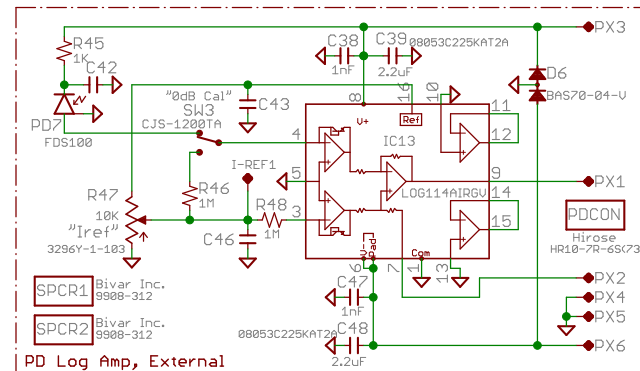 PX3
R45
1K
C42
C38
1nF
C39
08053C225KAT2A
2.2uF
D6
BAS70-04-V
PD7
FDS100
"0dB Cal"
SW3
CJS-1200TA
C43
8
V+
16
Ref
10
11
12
4
IC13
5
I-REF1
9
PX1
LOG114AIRGV
R46
1M
R47
10K
"Iref"
3296Y-1-103
R48
1M
3
14
15
PDCON
Hirose
HR10-7R-6S(73
C46
V-
Pad
Com
6
2
7
1
13
PX2
SPCR1
Bivar Inc.
9908-312
C47
1nF
PX4
PX5
SPCR2
Bivar Inc.
9908-312
08053C225KAT2A
C48
2.2uF
PX6
PD Log Amp, External